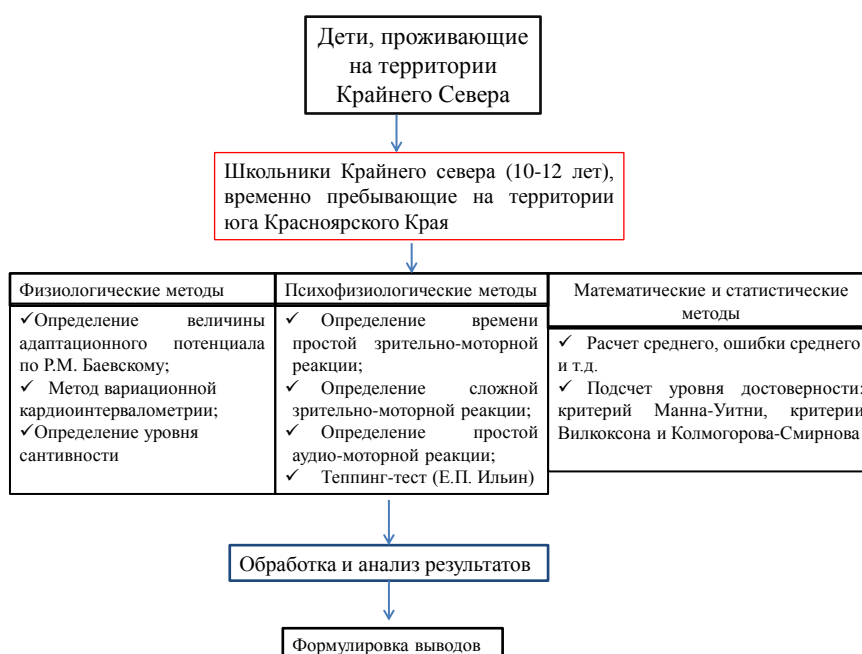 Дети, проживающие
на территории
Крайнего Севера
Школьники Крайнего севера (10-12 лет),
временно пребывающие на территории
юга Красноярского Края
Физиологические методы
✓Определение величины
адаптационного потенциала
по Р.М. Баевскому;
✓ Метод вариационной
кардиоинтервалометрии;
✓Определение уровня
сантивности
Психофизиологические методы
✓ Определение времени
простой зрительно-моторной
реакции;
✓ Определение сложной
зрительно-моторной реакции;
✓ Определение простой
аудио-моторной реакции;
✓ Теппинг-тест (Е.П. Ильин)
Математические и статистические
методы
✓ Расчет среднего, ошибки среднего
и т.д.
✓ Подсчет уровня достоверности:
критерий Манна-Уитни, критерии
Вилкоксона и Колмогорова-Смирнова
Обработка и анализ результатов
Формулировка выводов